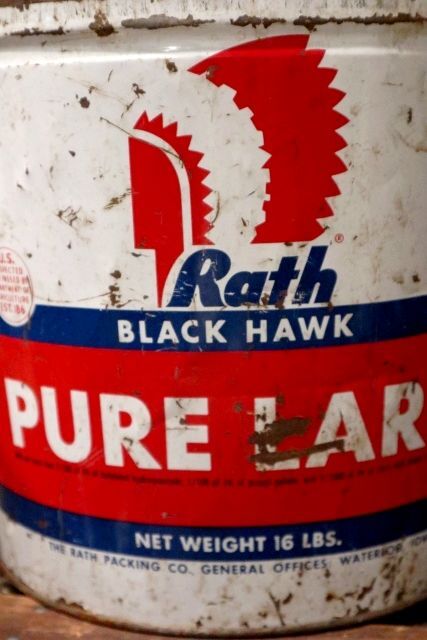 Rath®
BLACK HAWK
U.S.
PURE LAR
NET WEIGHT 16 LBS.
THE RATH PACKING CO. GENERAL OFFICES WATERLOO